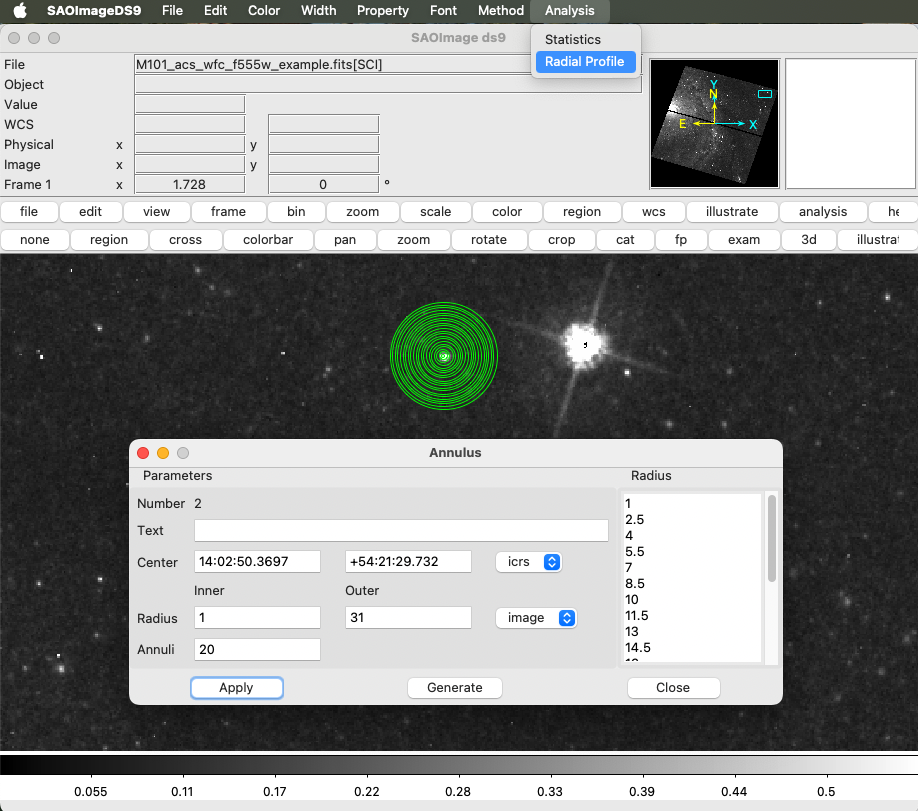 SAOImageDS9 File Edit Color Width Property Font Method Analysis
SAOImage ds9
Statistics
Radial Profile
File M101_acs_wfc_f555w_example.fits[SCI]
Object
Value
WCS
Physical x y
Image x y
Frame 1 x 1.728 0 °
Y
N
E X
file edit view frame bin zoom scale color region wcs illustrate analysis he
none region cross colorbar pan zoom rotate crop cat fp exam 3d illustrat
Annulus
Parameters Radius
Number 2
Text
Center 14:02:50.3697 +54:21:29.732 icrs
Inner Outer
Radius 1 31 image
Annuli 20
1
2.5
4
5.5
7
8.5
10
11.5
13
14.5
Apply Generate Close
0.055 0.11 0.17 0.22 0.28 0.33 0.39 0.44 0.5